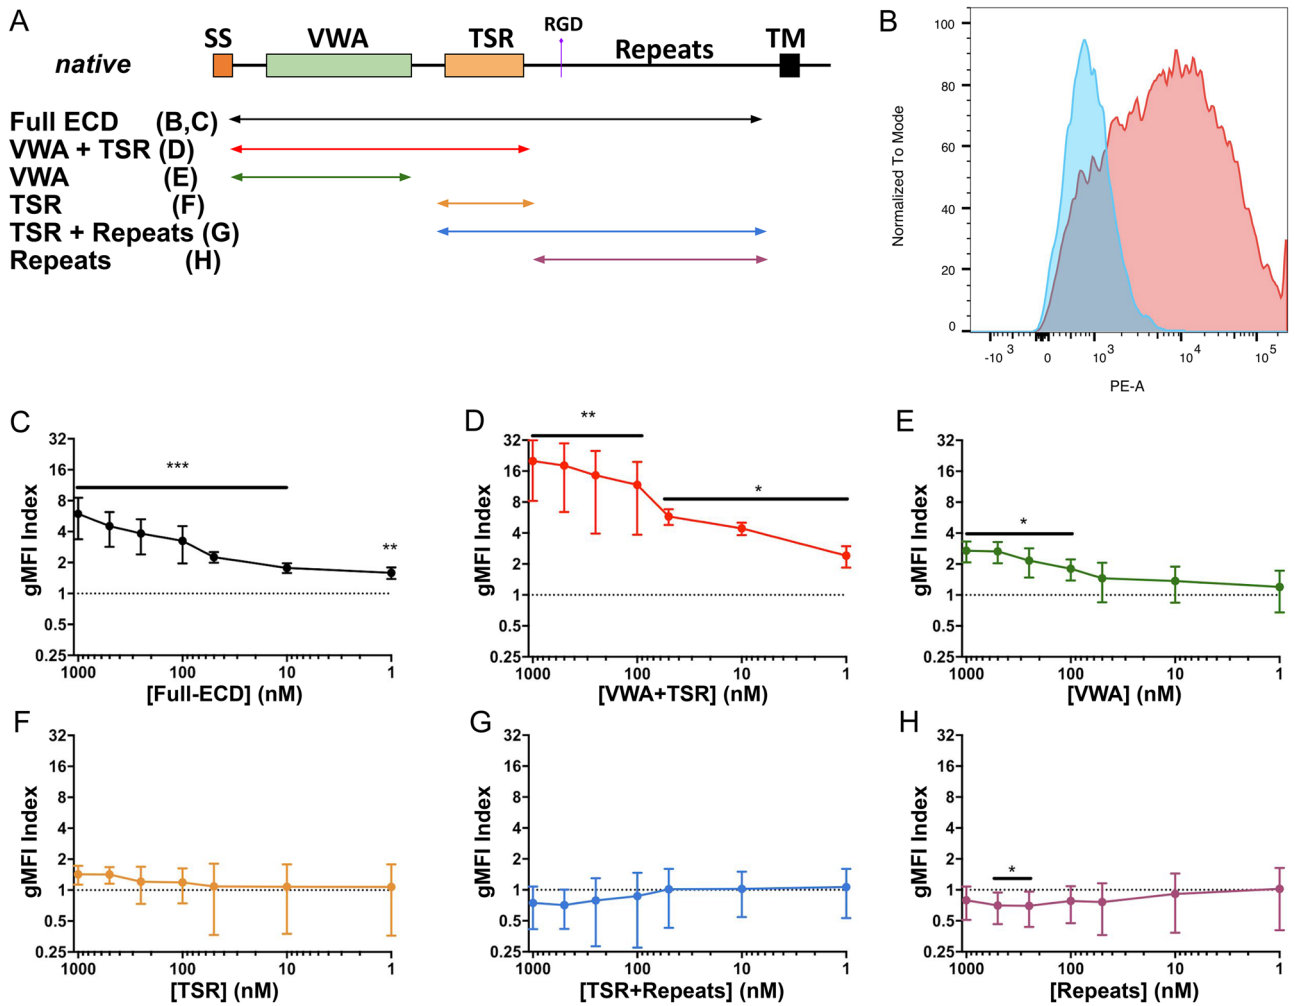 A
SS VWA TSR RGD Repeats TM
native
Full ECD (B,C)
VWA + TSR (D)
VWA (E)
TSR (F)
TSR + Repeats (G)
Repeats (H)
B
Normalized To Mode
100
80
60
40
20
0
-10 3 0 10 3 10 4 10 5
PE-A
C
gMFI Index
32
16
8
4
2
1
0.5
0.25
***
**
1000 100 10 1
[Full-ECD] (nM)
D
gMFI Index
32
16
8
4
2
1
0.5
0.25
**
*
1000 100 10 1
[VWA+TSR] (nM)
E
gMFI Index
32
16
8
4
2
1
0.5
0.25
*
1000 100 10 1
[VWA] (nM)
F
gMFI Index
32
16
8
4
2
1
0.5
0.25
1000 100 10 1
[TSR] (nM)
G
gMFI Index
32
16
8
4
2
1
0.5
0.25
1000 100 10 1
[TSR+Repeats] (nM)
H
gMFI Index
32
16
8
4
2
1
0.5
0.25
*
1000 100 10 1
[Repeats] (nM)